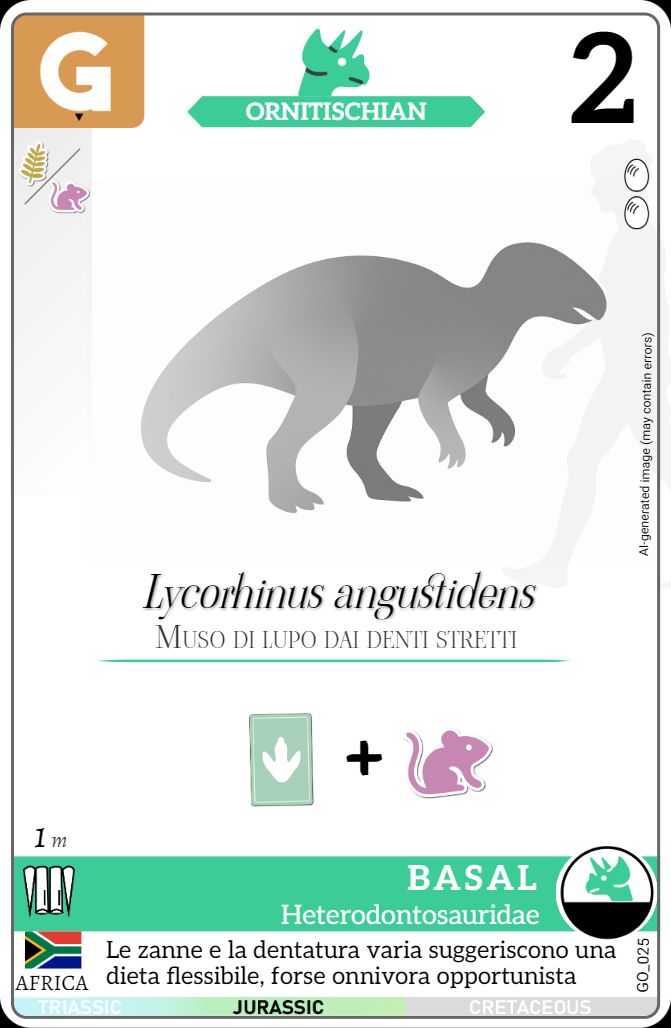 G
ORNITISCHIAN
2
AI-generated image (may contain errors)
Lycorhinus angustidens
MUSO DI LUPO DAI DENTI STRETTI
+
1 m
BASAL
Heterodontosauridae
AFRICA
Le zanne e la dentatura varia suggeriscono una
dieta flessibile, forse onnivora opportunista
GO_025
TRIASSIC
JURASSIC
CRETACEOUS